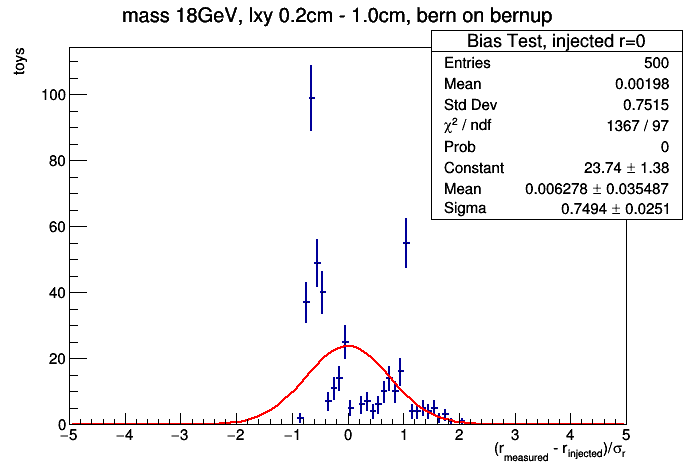 mass 18GeV, lxy 0.2cm - 1.0cm, bern on bernup
Bias Test, injected r=0
Entries 500
Mean 0.00198
Std Dev 0.7515
χ² / ndf 1367 / 97
Prob 0
Constant 23.74 ± 1.38
Mean 0.006278 ± 0.035487
Sigma 0.7494 ± 0.0251
toys
100
80
60
40
20
0
−5 −4 −3 −2 −1 0 1 2 3 4 5
(r_measured - r_injected)/σ_r